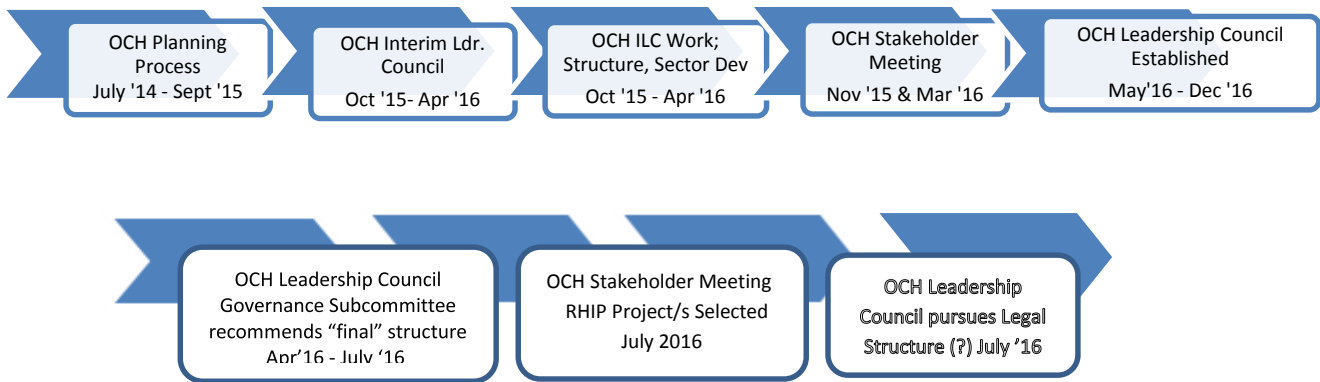 OCH Planning
Process
July '14 - Sept '15
OCH Interim Ldr.
Council
Oct '15- Apr '16
OCH ILC Work;
Structure, Sector Dev
Oct '15 - Apr '16
OCH Stakeholder
Meeting
Nov '15 & Mar '16
OCH Leadership Council
Established
May'16 - Dec '16
OCH Leadership Council
Governance Subcommittee
recommends “final” structure
Apr’16 - July ‘16
OCH Stakeholder Meeting
RHIP Project/s Selected
July 2016
OCH Leadership
Council pursues Legal
Structure (?) July ’16